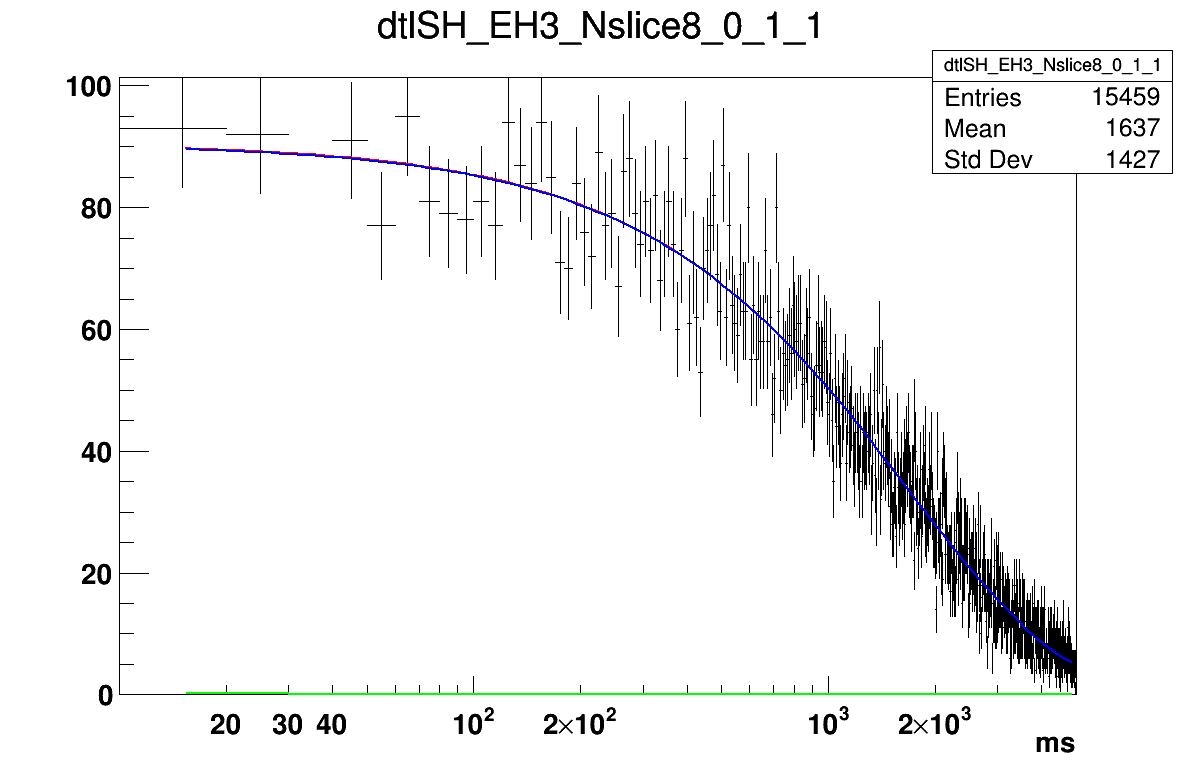 dtlSH_EH3_Nslice8_0_1_1
dtlSH_EH3_Nslice8_0_1_1
Entries 15459
Mean 1637
Std Dev 1427
100
80
60
40
20
0
20 30 40 10² 2×10² 10³ 2×10³
ms